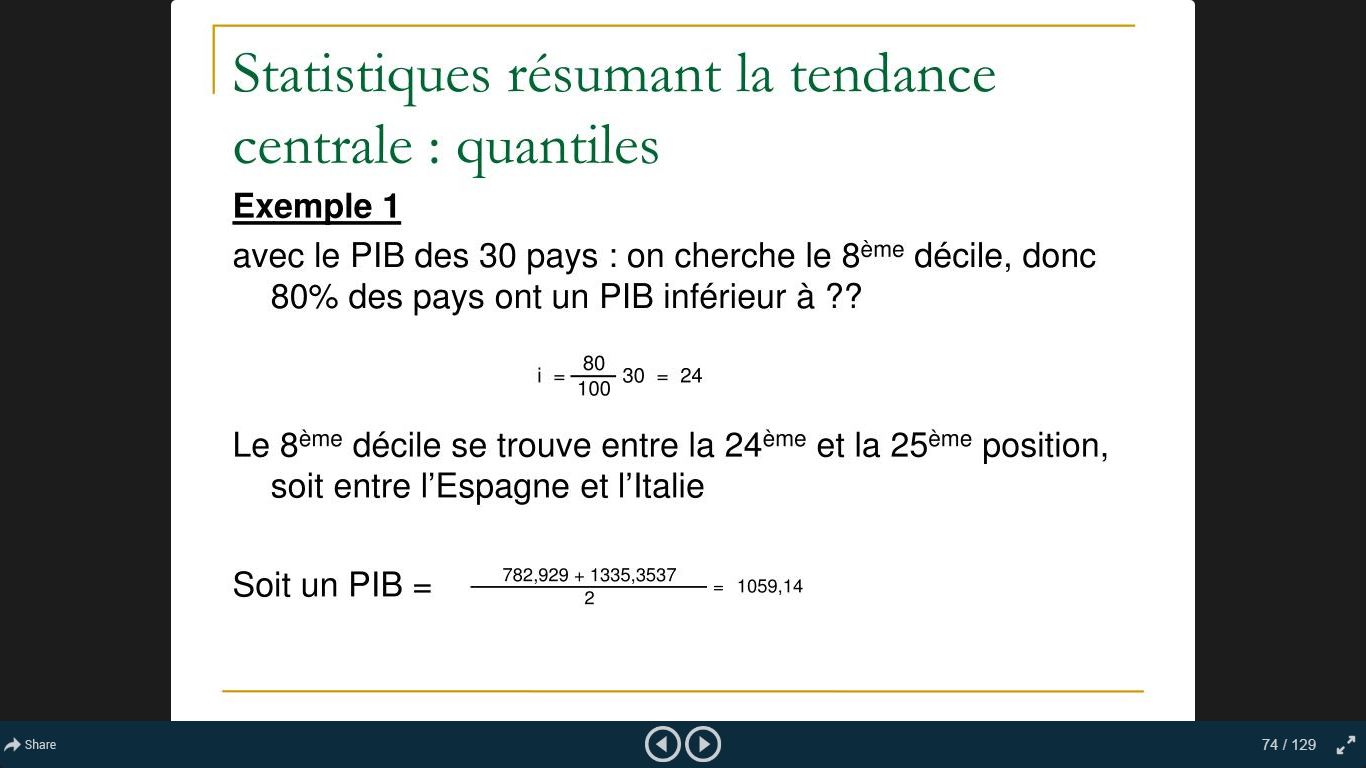 Statistiques résumant la tendance
centrale : quantiles
Exemple 1
avec le PIB des 30 pays : on cherche le 8ème décile, donc
80% des pays ont un PIB inférieur à ??
i = 80/100 30 = 24
Le 8ème décile se trouve entre la 24ème et la 25ème position,
soit entre l’Espagne et l’Italie
Soit un PIB = 782,929 + 1335,3537 / 2 = 1059,14
Share
74 / 129